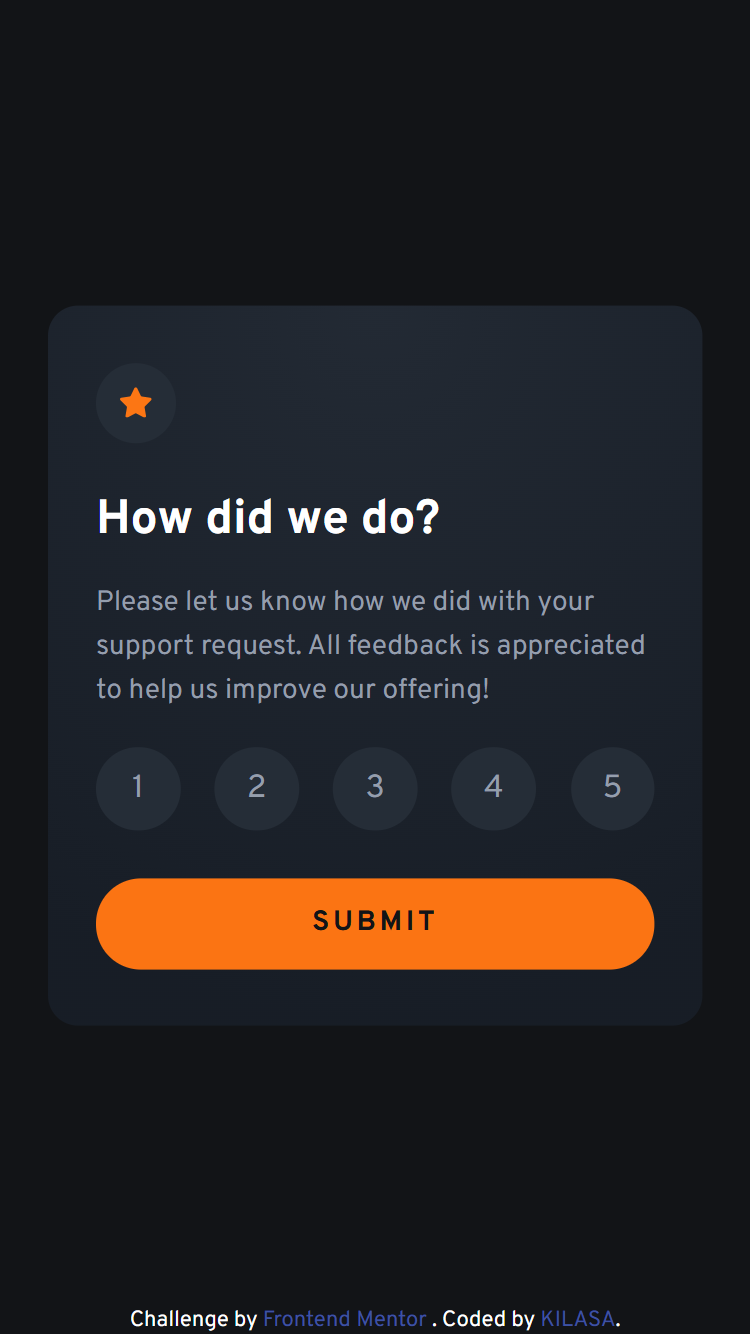 How did we do?
Please let us know how we did with your
support request. All feedback is appreciated
to help us improve our offering!
1 2 3 4 5
SUBMIT
Challenge by Frontend Mentor . Coded by KILASA.